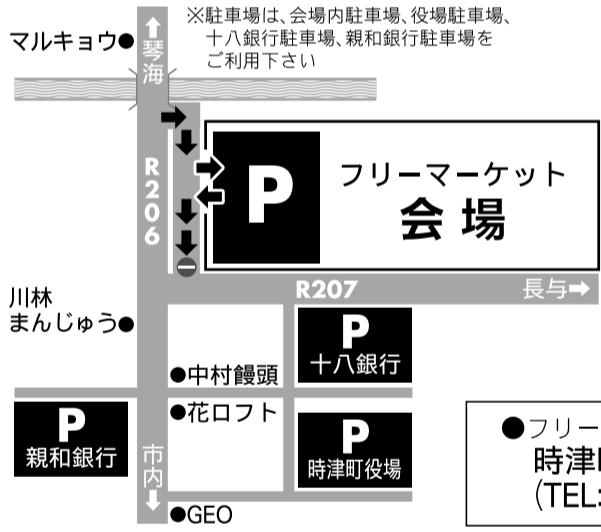 ※駐車場は、会場内駐車場、役場駐車場、
十八銀行駐車場、親和銀行駐車場を
ご利用下さい
マルキョウ●
琴海
R206
P
フリーマーケット
会場
R207
長与
川林
まんじゅう●
P
十八銀行
●中村饅頭
●花ロフト
P
親和銀行
市内
P
時津町役場
●GEO
●フリー
時津
(TEL: